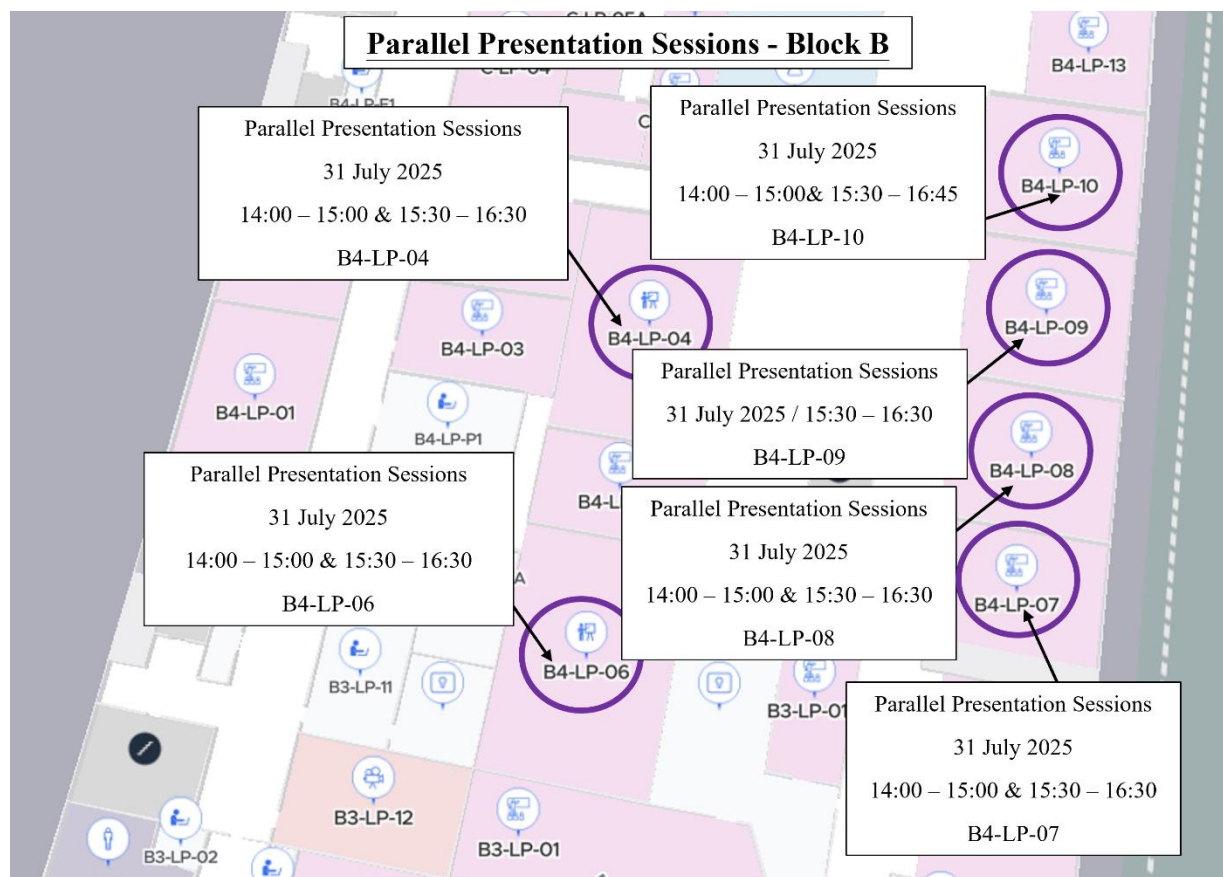 Parallel Presentation Sessions - Block B
B4-LP-13
Parallel Presentation Sessions
31 July 2025
14:00 – 15:00 & 15:30 – 16:30
B4-LP-04
Parallel Presentation Sessions
31 July 2025
14:00 – 15:00& 15:30 – 16:45
B4-LP-10
B4-LP-10
B4-LP-09
B4-LP-03
B4-LP-04
B4-LP-01
B4-LP-P1
Parallel Presentation Sessions
31 July 2025 / 15:30 – 16:30
B4-LP-09
B4-LP-08
Parallel Presentation Sessions
31 July 2025
14:00 – 15:00 & 15:30 – 16:30
B4-LP-06
Parallel Presentation Sessions
31 July 2025
14:00 – 15:00 & 15:30 – 16:30
B4-LP-08
B4-LP-07
B4-LP-06
B3-LP-11
B3-LP-01
Parallel Presentation Sessions
31 July 2025
14:00 – 15:00 & 15:30 – 16:30
B4-LP-07
B3-LP-12
B3-LP-01
B3-LP-02